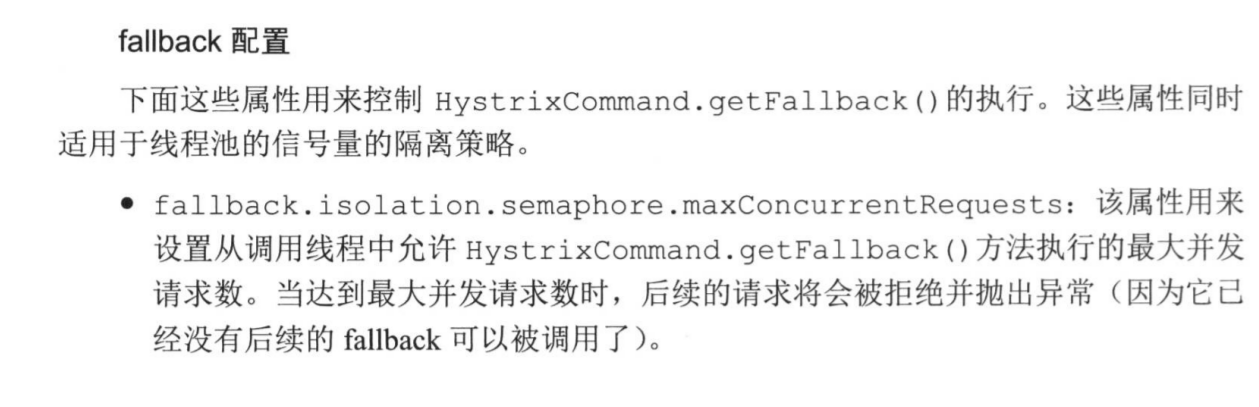 fallback 配置
下面这些属性用来控制 HystrixCommand.getFallback()的执行。这些属性同时
适用于线程池的信号量的隔离策略。
● fallback.isolation.semaphore.maxConcurrentRequests：该属性用来
设置从调用线程中允许 HystrixCommand.getFallback()方法执行的最大并发
请求数。当达到最大并发请求数时，后续的请求将会被拒绝并抛出异常（因为它已
经没有后续的 fallback 可以被调用了）。